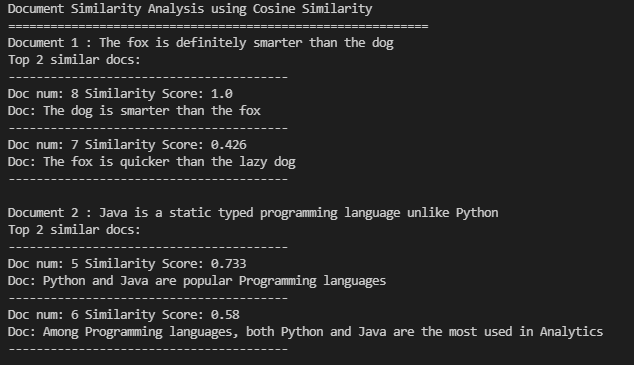 Document Similarity Analysis using Cosine Similarity
============================================================
Document 1 : The fox is definitely smarter than the dog
Top 2 similar docs:
----------------------------------------
Doc num: 8 Similarity Score: 1.0
Doc: The dog is smarter than the fox
----------------------------------------
Doc num: 7 Similarity Score: 0.426
Doc: The fox is quicker than the lazy dog
----------------------------------------
Document 2 : Java is a static typed programming language unlike Python
Top 2 similar docs:
----------------------------------------
Doc num: 5 Similarity Score: 0.733
Doc: Python and Java are popular Programming languages
----------------------------------------
Doc num: 6 Similarity Score: 0.58
Doc: Among Programming languages, both Python and Java are the most used in Analytics
----------------------------------------